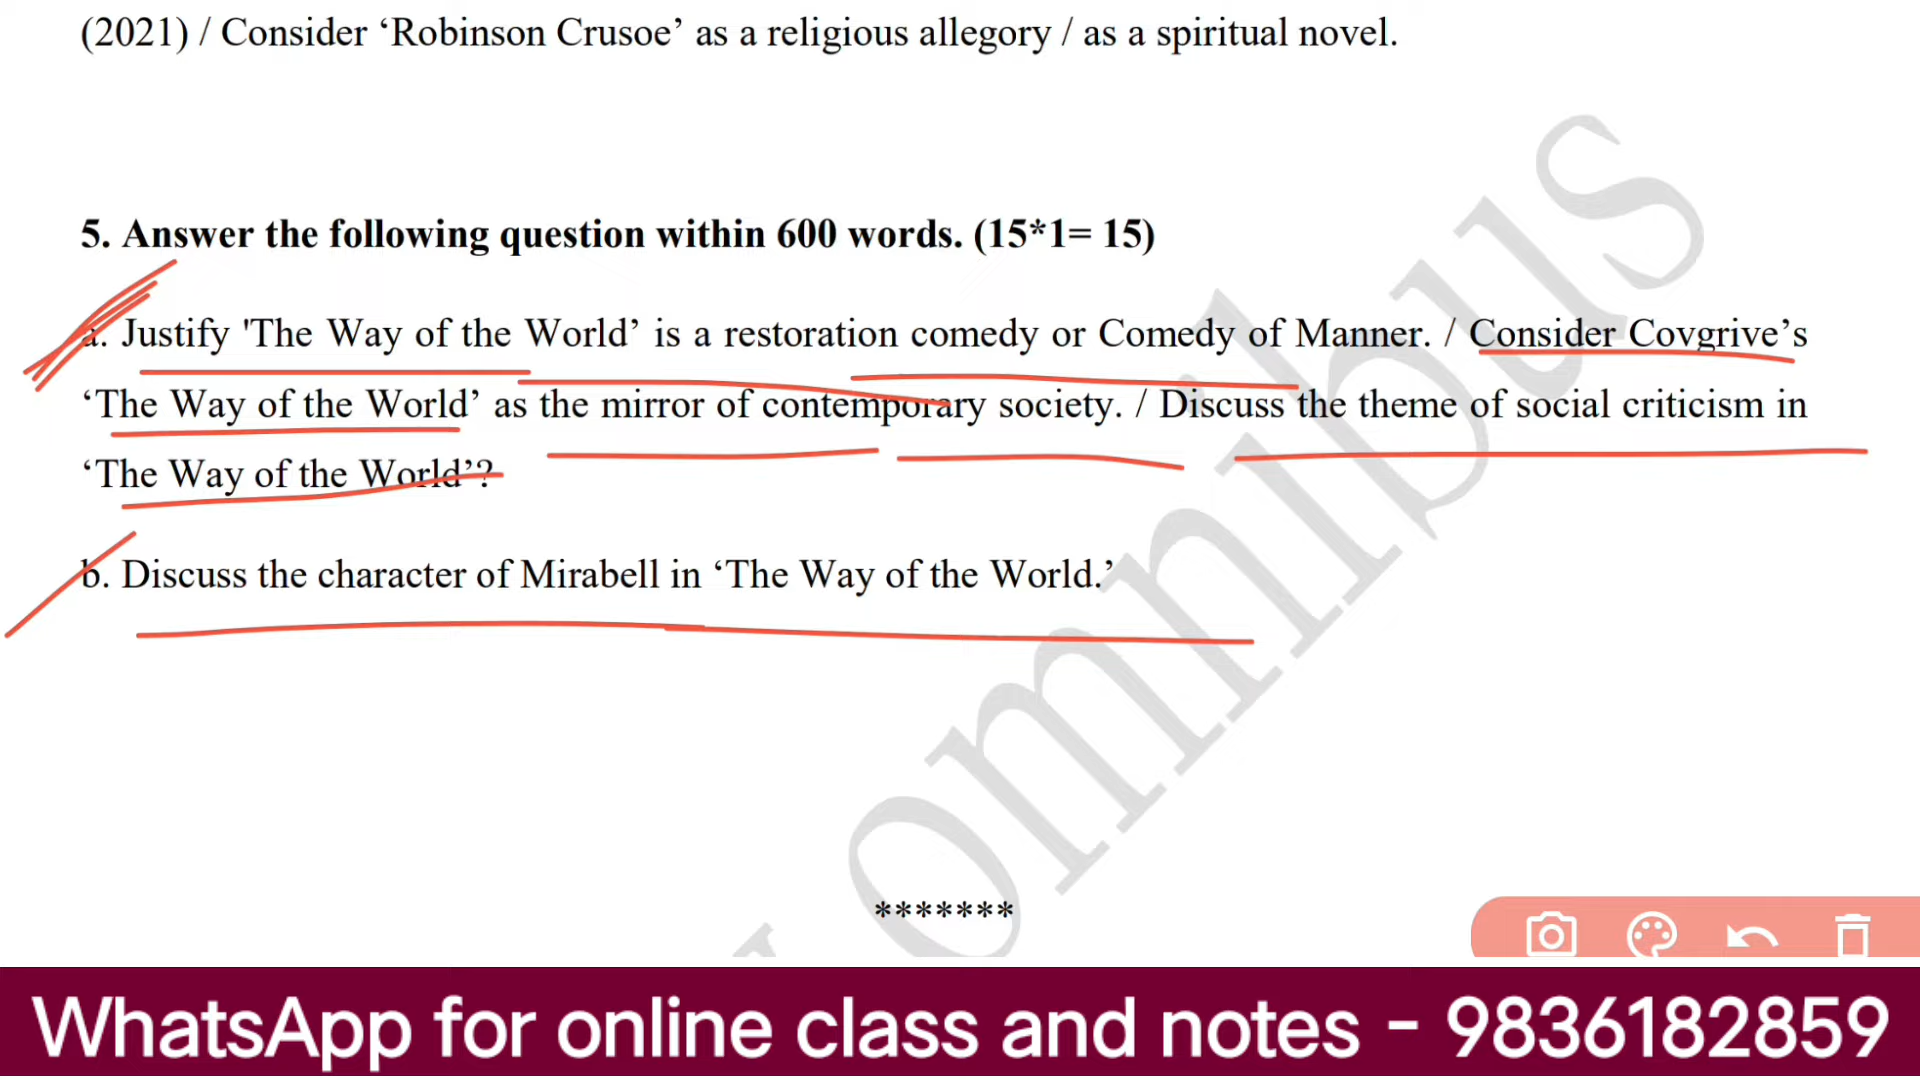 (2021) / Consider ‘Robinson Crusoe’ as a religious allegory / as a spiritual novel.
5. Answer the following question within 600 words. (15*1= 15)
a. Justify 'The Way of the World’ is a restoration comedy or Comedy of Manner. / Consider Covgrive’s
‘The Way of the World’ as the mirror of contemporary society. / Discuss the theme of social criticism in
‘The Way of the World’?
b. Discuss the character of Mirabell in ‘The Way of the World.’
*******
omnibus
WhatsApp for online class and notes - 9836182859